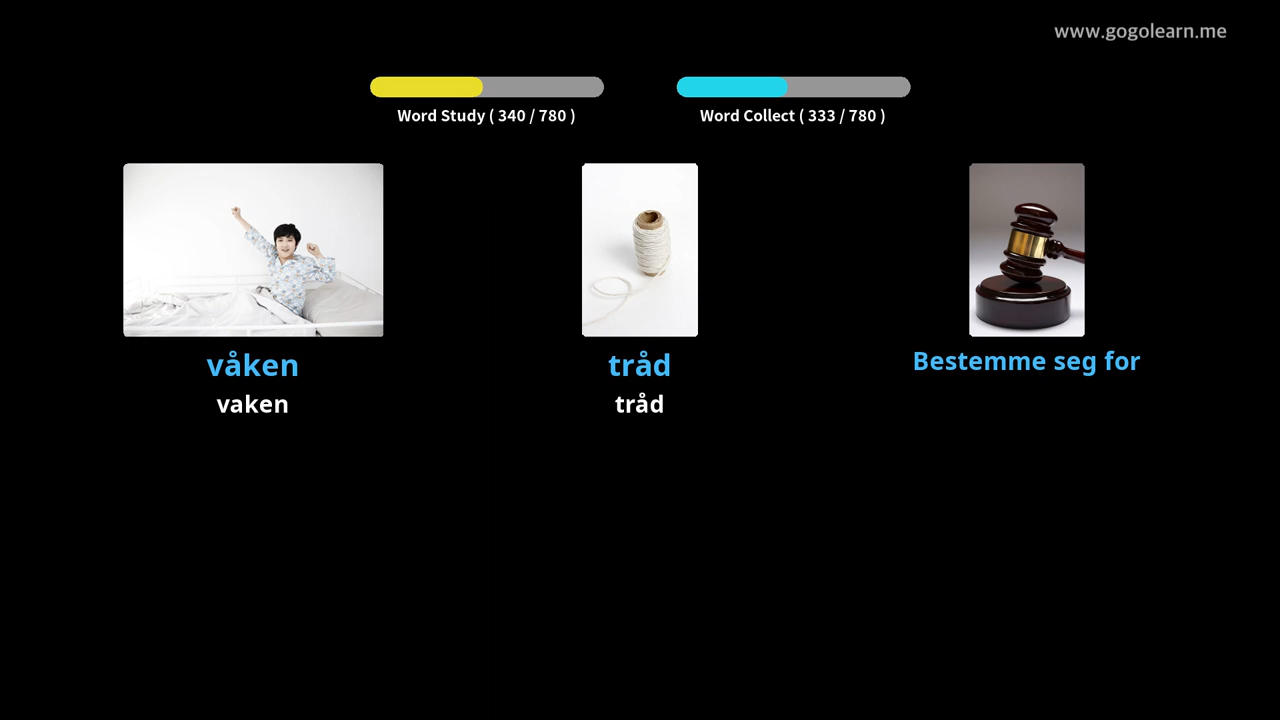 www.gogolearn.me
Word Study ( 340 / 780 )
Word Collect ( 333 / 780 )
våken
vaken
tråd
tråd
Bestemme seg for